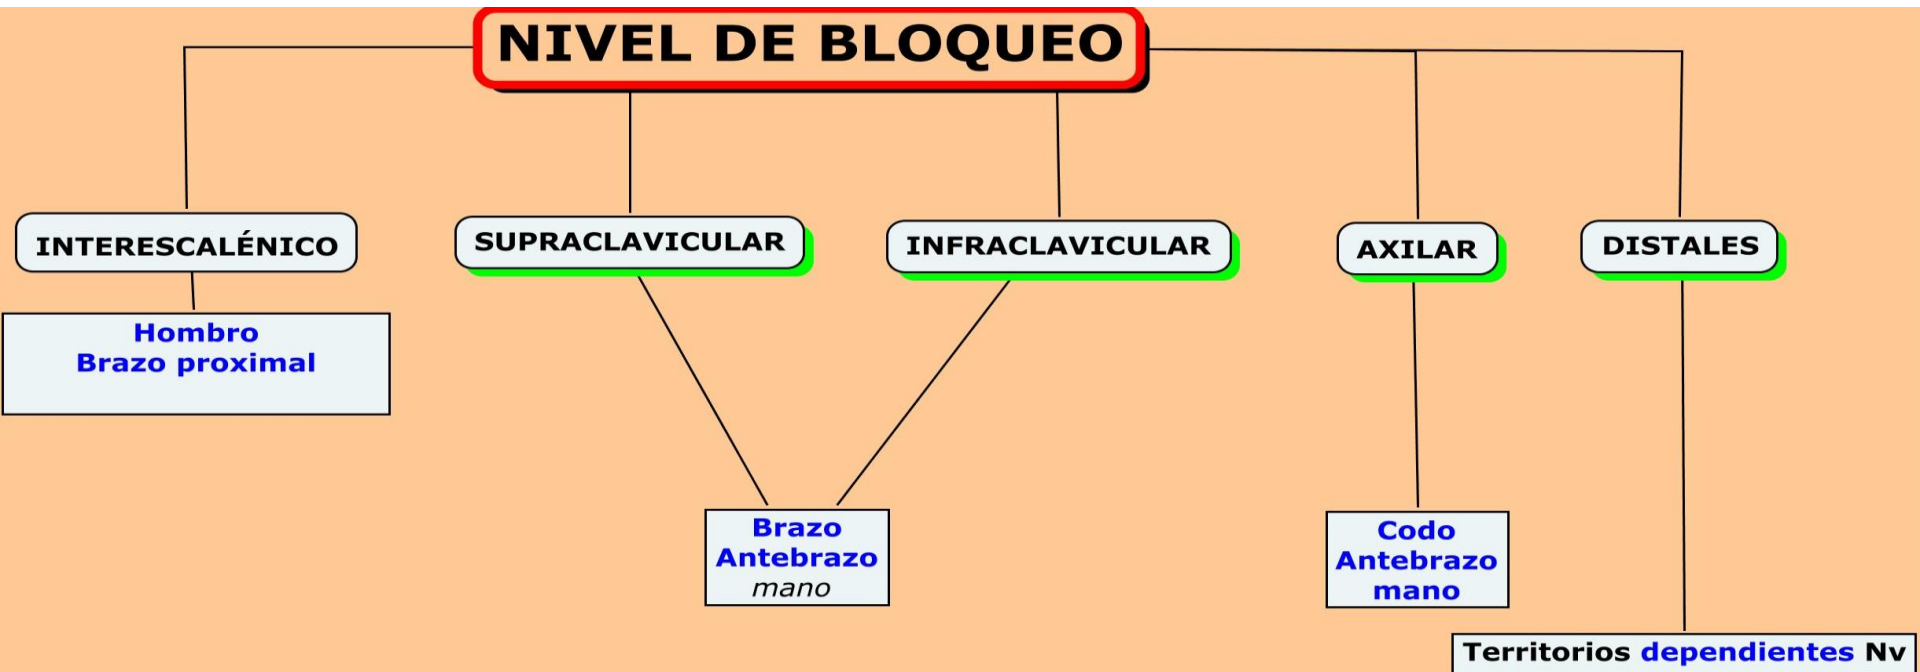 NIVEL DE BLOQUEO
INTERESCALÉNICO
SUPRACLAVICULAR
INFRACLAVICULAR
AXILAR
DISTALES
Hombro
Brazo proximal
Brazo
Antebrazo
mano
Codo
Antebrazo
mano
Territorios dependientes Nv